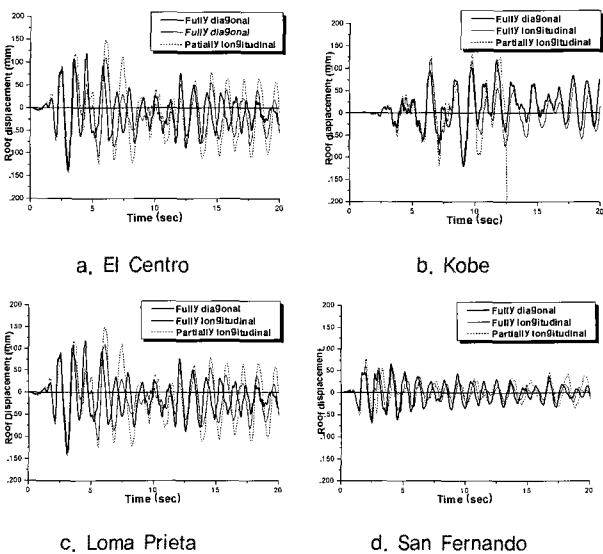 Fully diagonal
Fully diagonal
Patially longitudinal
Roof displacement (mm)
200
150
100
50
0
50
100
150
.200
0
5
10
15
20
Time (sec)
a. El Centro
Fully diagonal
Fully longitudinal
Partially longitudinal
Roof displacement (mm)
200
150
100
50
0
50
100
150
.200
0
5
10
15
20
Time (sec)
b. Kobe
Fully diagonal
Fully longitudinal
Partially longitudinal
Roof Displacement (mm)
200
150
100
50
0
50
100
150
.200
0
5
10
15
20
Time (sec)
c. Loma Prieta
Fully diagonal
Fully longitudinal
Partially longitudinal
Roof displacement
200
150
100
50
0
50
100
150
.200
0
5
10
15
20
Time (sec)
d. San Fernando